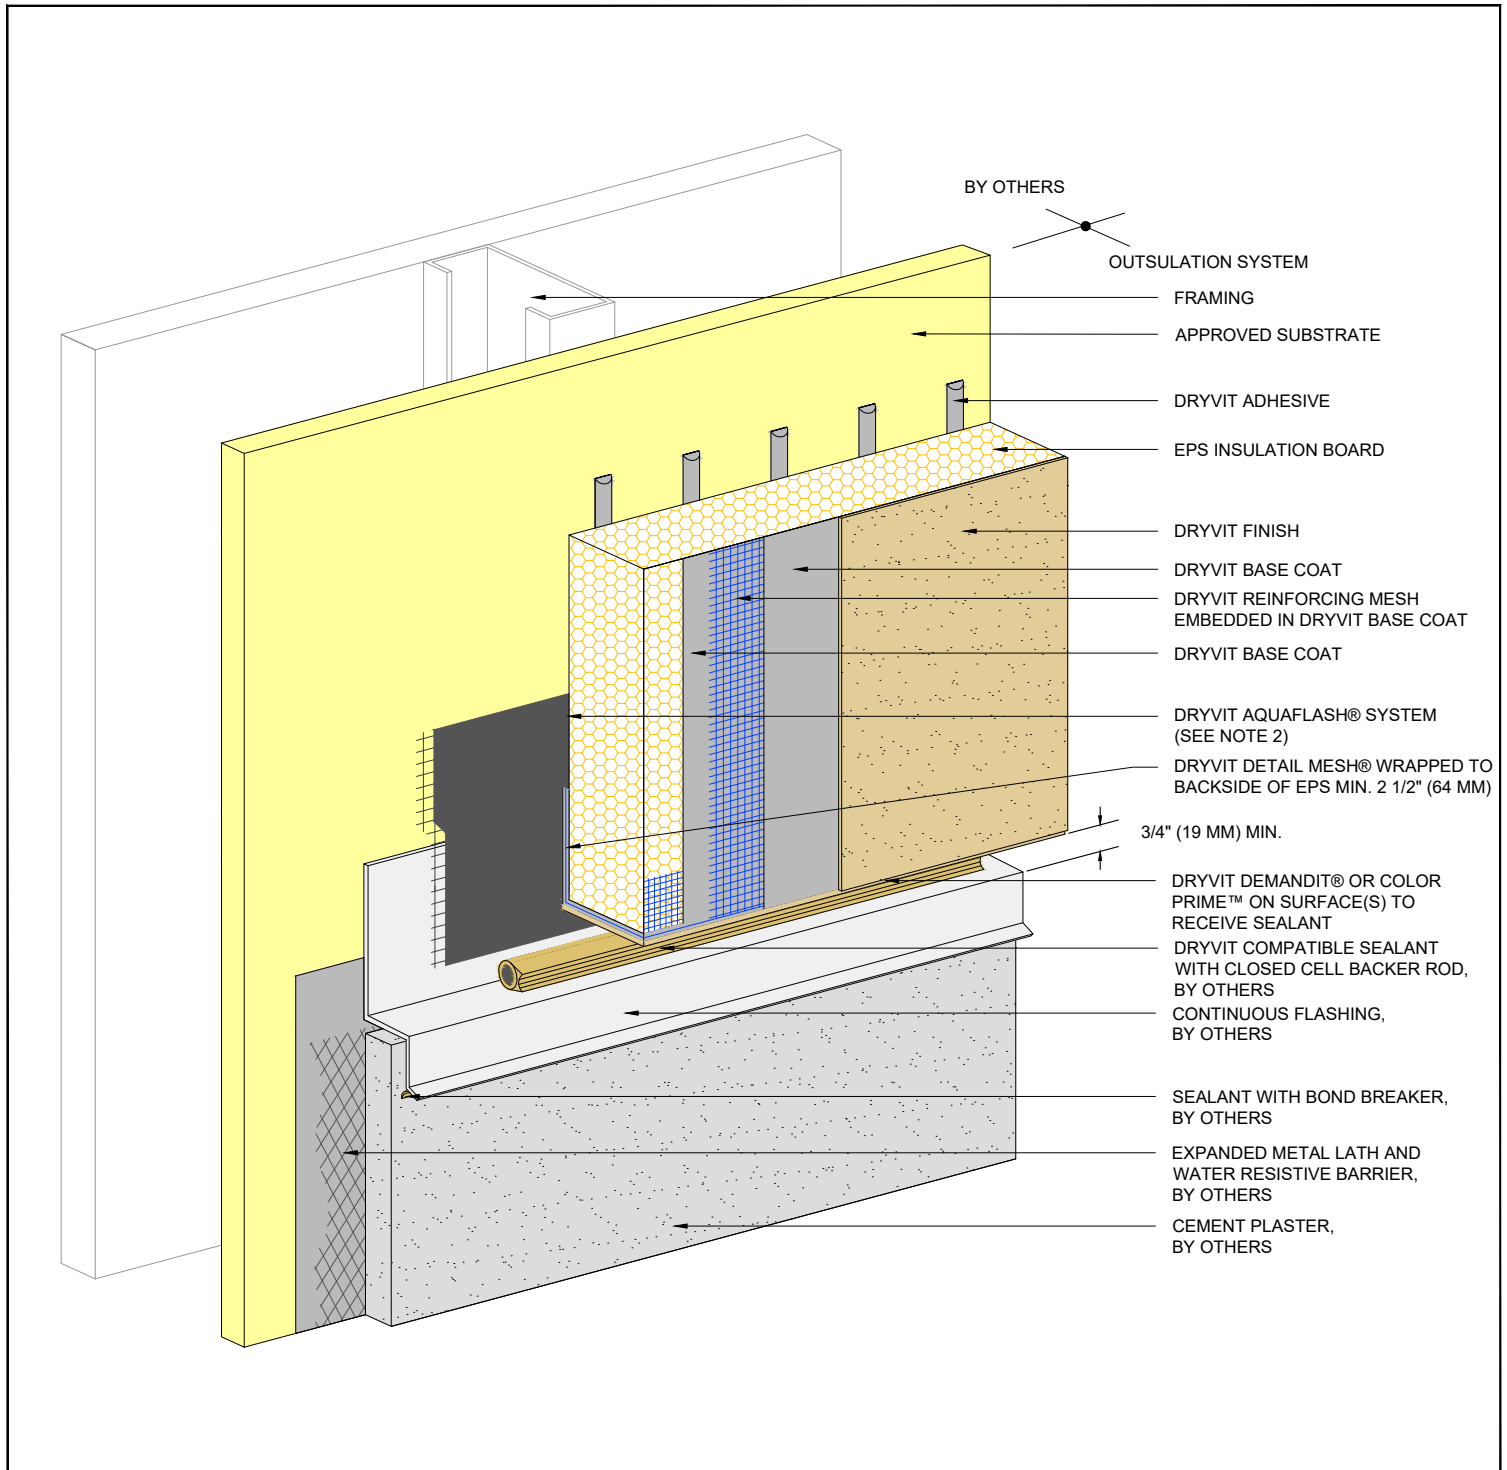 BY OTHERS
OUTSULATION SYSTEM
FRAMING
APPROVED SUBSTRATE
DRYVIT ADHESIVE
EPS INSULATION BOARD
DRYVIT FINISH
DRYVIT BASE COAT
DRYVIT REINFORCING MESH
EMBEDDED IN DRYVIT BASE COAT
DRYVIT BASE COAT
DRYVIT AQUAFLASH® SYSTEM
(SEE NOTE 2)
DRYVIT DETAIL MESH® WRAPPED TO
BACKSIDE OF EPS MIN. 2 1/2" (64 MM)
3/4" (19 MM) MIN.
DRYVIT DEMANDIT® OR COLOR
PRIME™ ON SURFACE(S) TO
RECEIVE SEALANT
DRYVIT COMPATIBLE SEALANT
WITH CLOSED CELL BACKER ROD,
BY OTHERS
CONTINUOUS FLASHING,
BY OTHERS
SEALANT WITH BOND BREAKER,
BY OTHERS
EXPANDED METAL LATH AND
WATER RESISTIVE BARRIER,
BY OTHERS
CEMENT PLASTER,
BY OTHERS